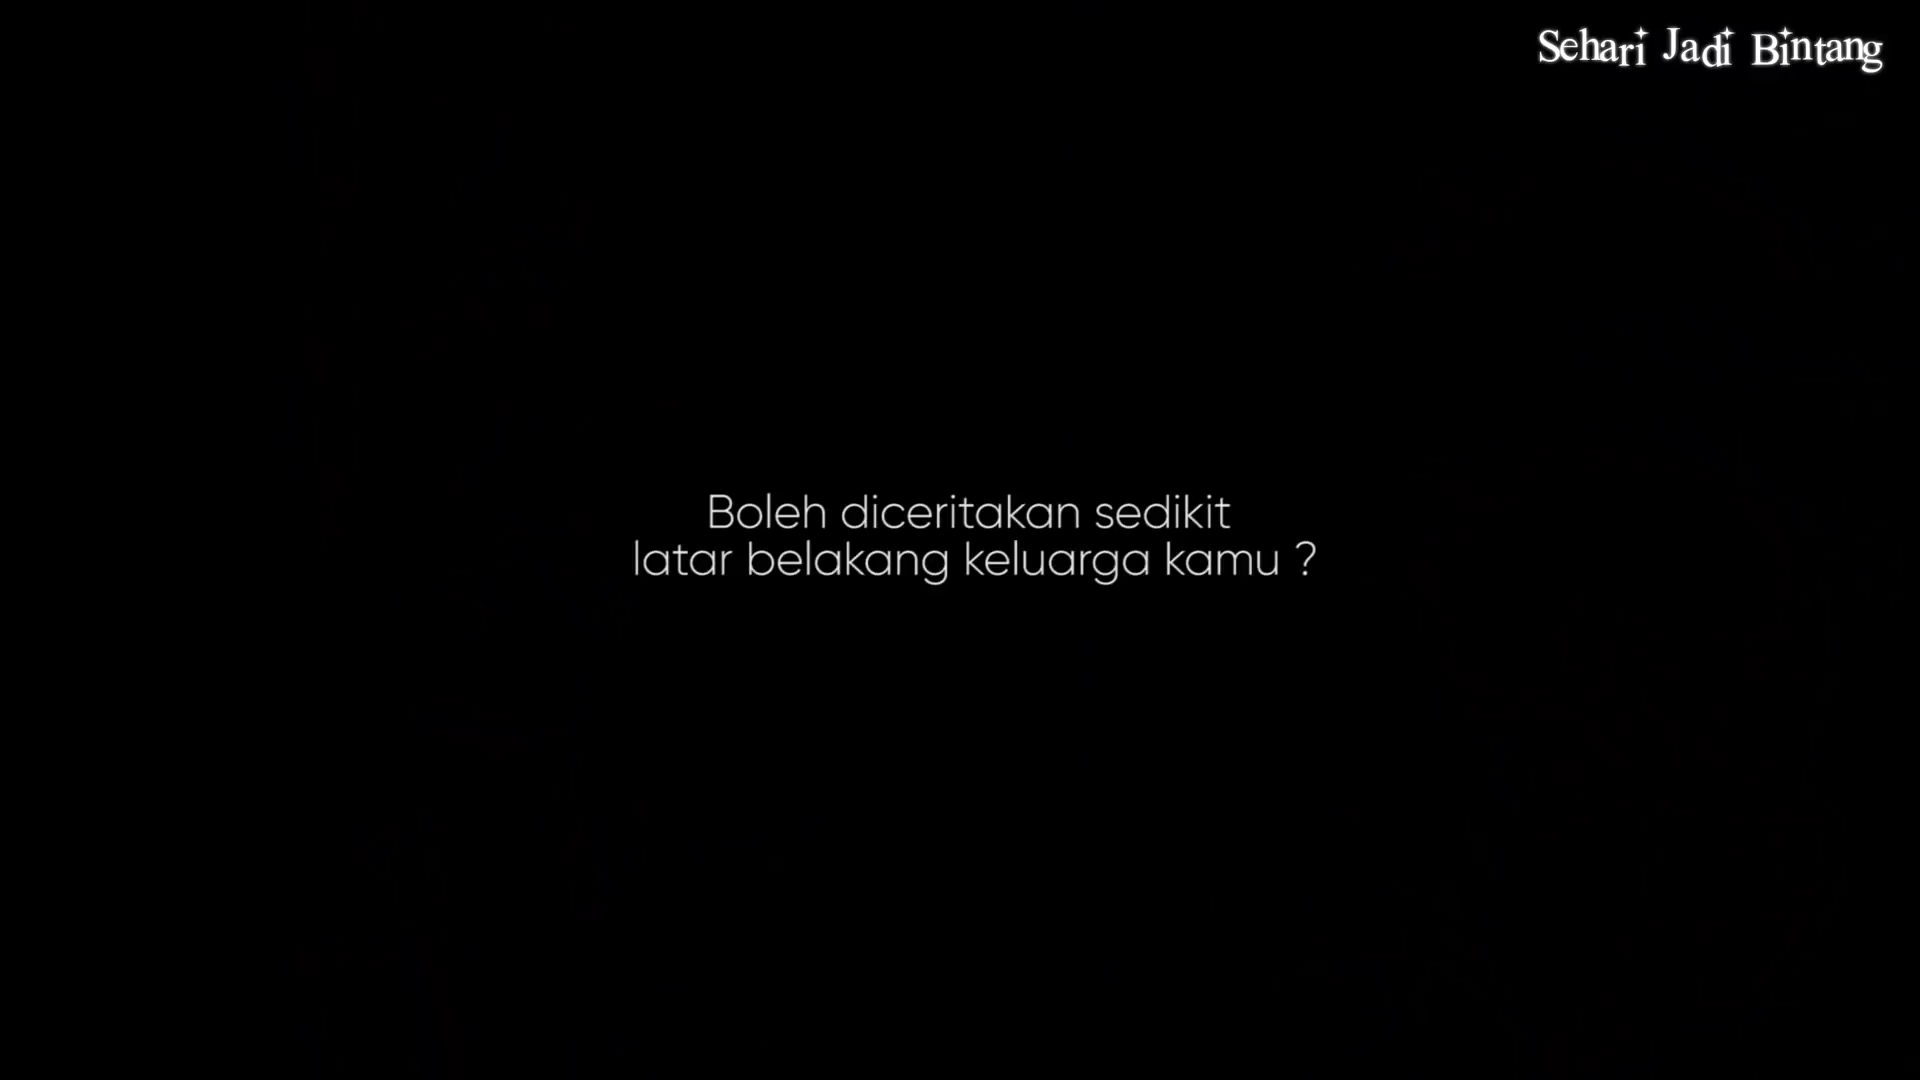 Sehari Jadi Bintang
Boleh diceritakan sedikit
latar belakang keluarga kamu ?